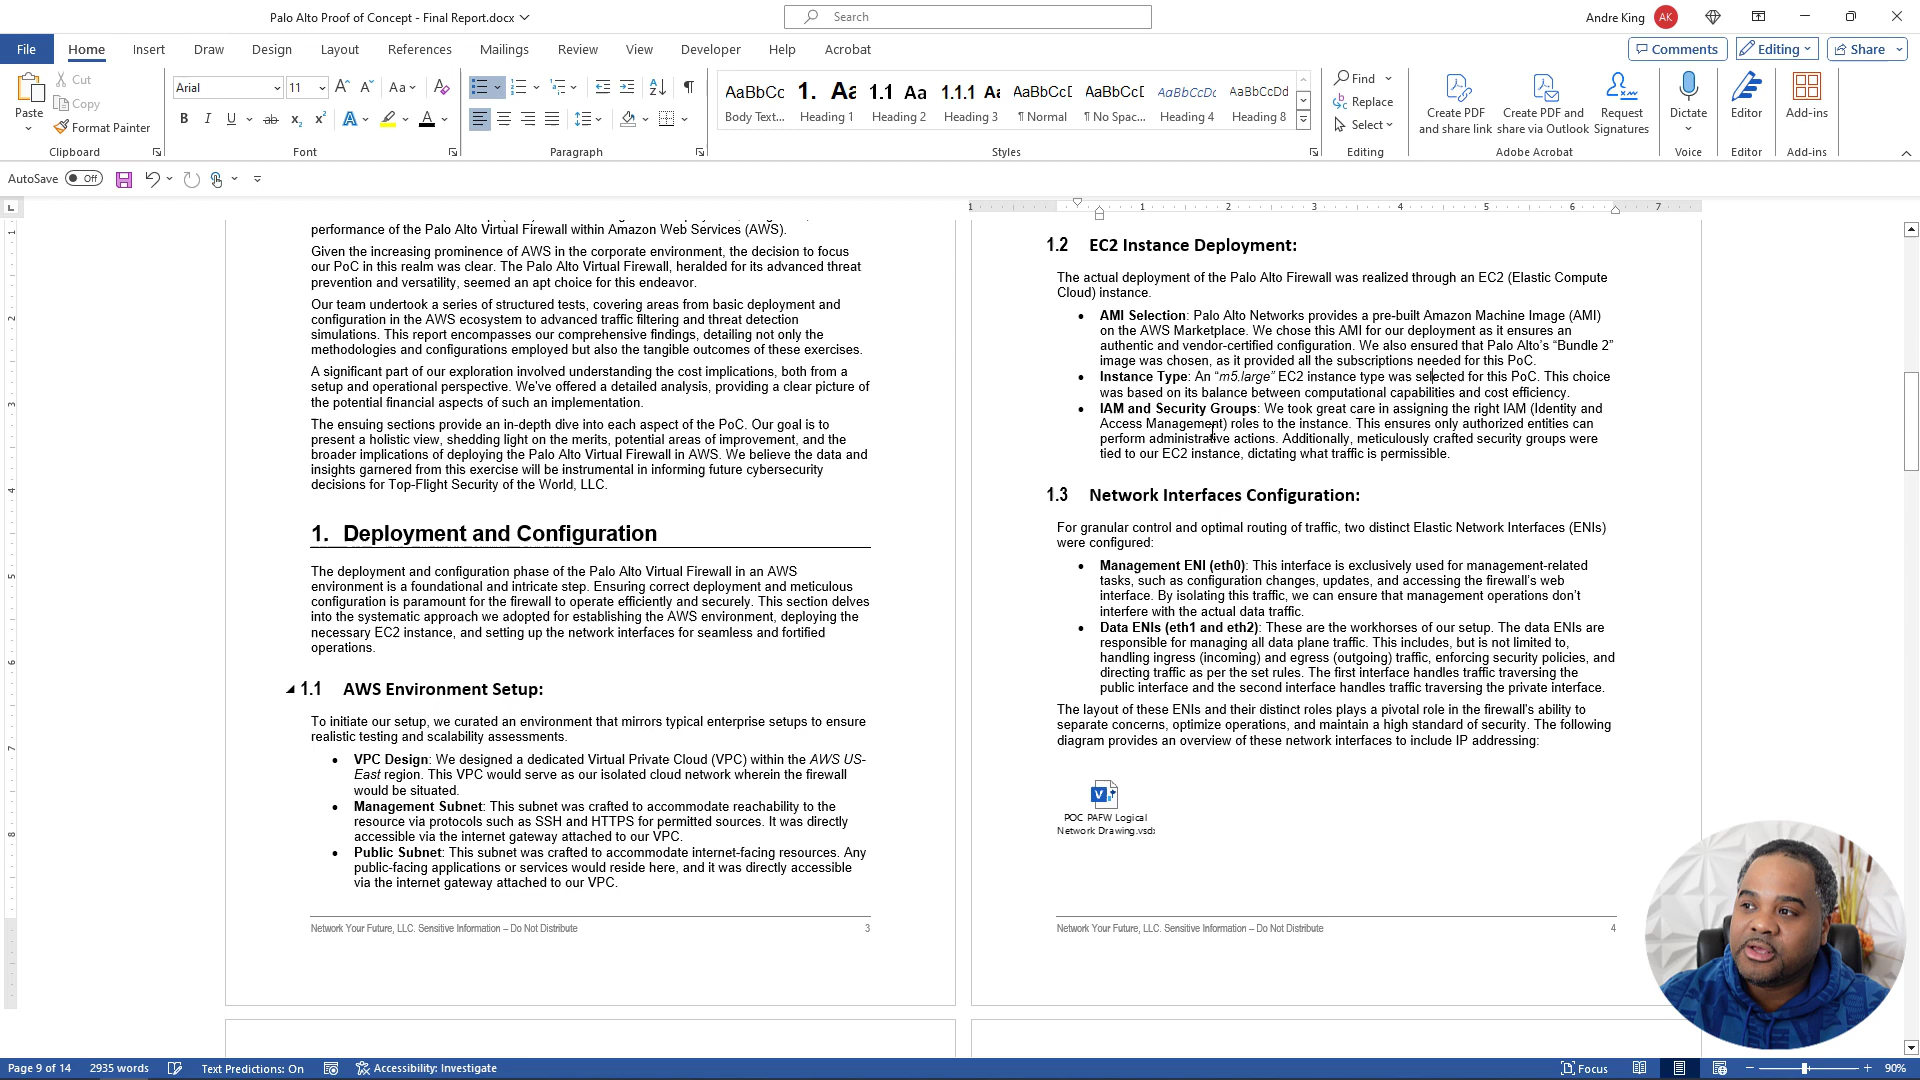 Palo Alto Proof of Concept - Final Report.docx
Search
Andre King
AK
File
Home
Insert
Draw
Design
Layout
References
Mailings
Review
View
Developer
Help
Acrobat
Comments
Editing
Share
Paste
Cut
Copy
Format Painter
Clipboard
Arial
11
Font
Paragraph
AaBbCc
Body Text...
1. Aa
Heading 1
1.1 Aa
Heading 2
1.1.1 Aa
Heading 3
AaBbCcD
¶ Normal
AaBbCcD
¶ No Spac...
AaBbCcDc
Heading 4
AaBbCcDd
Heading 8
Styles
Find
Replace
Select
Editing
Create PDF and share link
Create PDF and share via Outlook
Request Signatures
Adobe Acrobat
Dictate
Voice
Editor
Editor
Add-ins
Add-ins
AutoSave Off
performance of the Palo Alto Virtual Firewall within Amazon Web Services (AWS).
Given the increasing prominence of AWS in the corporate environment, the decision to focus
our PoC in this realm was clear. The Palo Alto Virtual Firewall, heralded for its advanced threat
prevention and versatility, seemed an apt choice for this endeavor.
Our team undertook a series of structured tests, covering areas from basic deployment and
configuration in the AWS ecosystem to advanced traffic filtering and threat detection
simulations. This report encompasses our comprehensive findings, detailing not only the
methodologies and configurations employed but also the tangible outcomes of these exercises.
A significant part of our exploration involved understanding the cost implications, both from a
setup and operational perspective. We've offered a detailed analysis, providing a clear picture of
the potential financial aspects of such an implementation.
The ensuing sections provide an in-depth dive into each aspect of the PoC. Our goal is to
present a holistic view, shedding light on the merits, potential areas of improvement, and the
broader implications of deploying the Palo Alto Virtual Firewall in AWS. We believe the data and
insights garnered from this exercise will be instrumental in informing future cybersecurity
decisions for Top-Flight Security of the World, LLC.
1. Deployment and Configuration
The deployment and configuration phase of the Palo Alto Virtual Firewall in an AWS
environment is a foundational and intricate step. Ensuring correct deployment and meticulous
configuration is paramount for the firewall to operate efficiently and securely. This section delves
into the systematic approach we adopted for establishing the AWS environment, deploying the
necessary EC2 instance, and setting up the network interfaces for seamless and fortified
operations.
1.1 AWS Environment Setup:
To initiate our setup, we curated an environment that mirrors typical enterprise setups to ensure
realistic testing and scalability assessments.
• VPC Design: We designed a dedicated Virtual Private Cloud (VPC) within the AWS US-
East region. This VPC would serve as our isolated cloud network wherein the firewall
would be situated.
• Management Subnet: This subnet was crafted to accommodate reachability to the
resource via protocols such as SSH and HTTPS for permitted sources. It was directly
accessible via the internet gateway attached to our VPC.
• Public Subnet: This subnet was crafted to accommodate internet-facing resources. Any
public-facing applications or services would reside here, and it was directly accessible
via the internet gateway attached to our VPC.
Network Your Future, LLC. Sensitive Information – Do Not Distribute 3
1.2 EC2 Instance Deployment:
The actual deployment of the Palo Alto Firewall was realized through an EC2 (Elastic Compute
Cloud) instance.
• AMI Selection: Palo Alto Networks provides a pre-built Amazon Machine Image (AMI)
on the AWS Marketplace. We chose this AMI for our deployment as it ensures an
authentic and vendor-certified configuration. We also ensured that Palo Alto’s “Bundle 2”
image was chosen, as it provided all the subscriptions needed for this PoC.
• Instance Type: An “m5.large” EC2 instance type was selected for this PoC. This choice
was based on its balance between computational capabilities and cost efficiency.
• IAM and Security Groups: We took great care in assigning the right IAM (Identity and
Access Management) roles to the instance. This ensures only authorized entities can
perform administrative actions. Additionally, meticulously crafted security groups were
tied to our EC2 instance, dictating what traffic is permissible.
1.3 Network Interfaces Configuration:
For granular control and optimal routing of traffic, two distinct Elastic Network Interfaces (ENIs)
were configured:
• Management ENI (eth0): This interface is exclusively used for management-related
tasks, such as configuration changes, updates, and accessing the firewall’s web
interface. By isolating this traffic, we can ensure that management operations don’t
interfere with the actual data traffic.
• Data ENIs (eth1 and eth2): These are the workhorses of our setup. The data ENIs are
responsible for managing all data plane traffic. This includes, but is not limited to,
handling ingress (incoming) and egress (outgoing) traffic, enforcing security policies, and
directing traffic as per the set rules. The first interface handles traffic traversing the
public interface and the second interface handles traffic traversing the private interface.
The layout of these ENIs and their distinct roles plays a pivotal role in the firewall’s ability to
separate concerns, optimize operations, and maintain a high standard of security. The following
diagram provides an overview of these network interfaces to include IP addressing:
POC PAFW Logical
Network Drawing.vsdx
Network Your Future, LLC. Sensitive Information – Do Not Distribute 4
Page 9 of 14
2935 words
Text Predictions: On
Accessibility: Investigate
Focus
90%